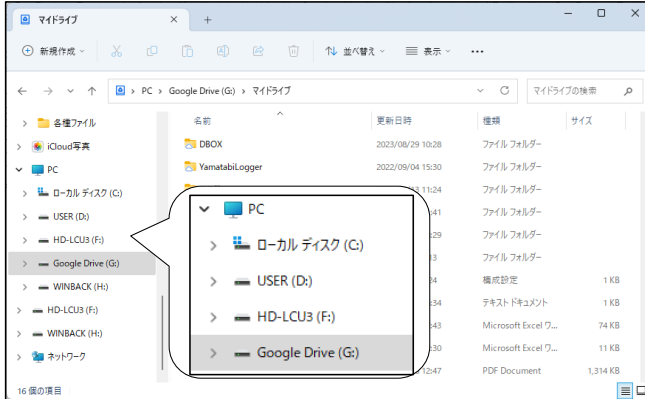 マイドライブ
新規作成
並べ替え
表示
PC > Google Drive (G:) > マイドライブ
マイドライブの検索
名前 更新日時 種類 サイズ
各種ファイル
iCloud写真
PC
ローカル ディスク (C:)
USER (D:)
HD-LCU3 (F:)
Google Drive (G:)
WINBACK (H:)
HD-LCU3 (F:)
WINBACK (H:)
ネットワーク
DBOX 2023/08/29 10:28 ファイル フォルダー
YamatabiLogger 2022/09/04 15:30 ファイル フォルダー
11:24 ファイル フォルダー
:41 ファイル フォルダー
:29 ファイル フォルダー
ファイル フォルダー
構成設定 1 KB
:34 テキスト ドキュメント 1 KB
:43 Microsoft Excel ワ... 74 KB
:30 Microsoft Excel ワ... 11 KB
12:47 PDF Document 1,314 KB
PC
ローカル ディスク (C:)
USER (D:)
HD-LCU3 (F:)
Google Drive (G:)
16 個の項目